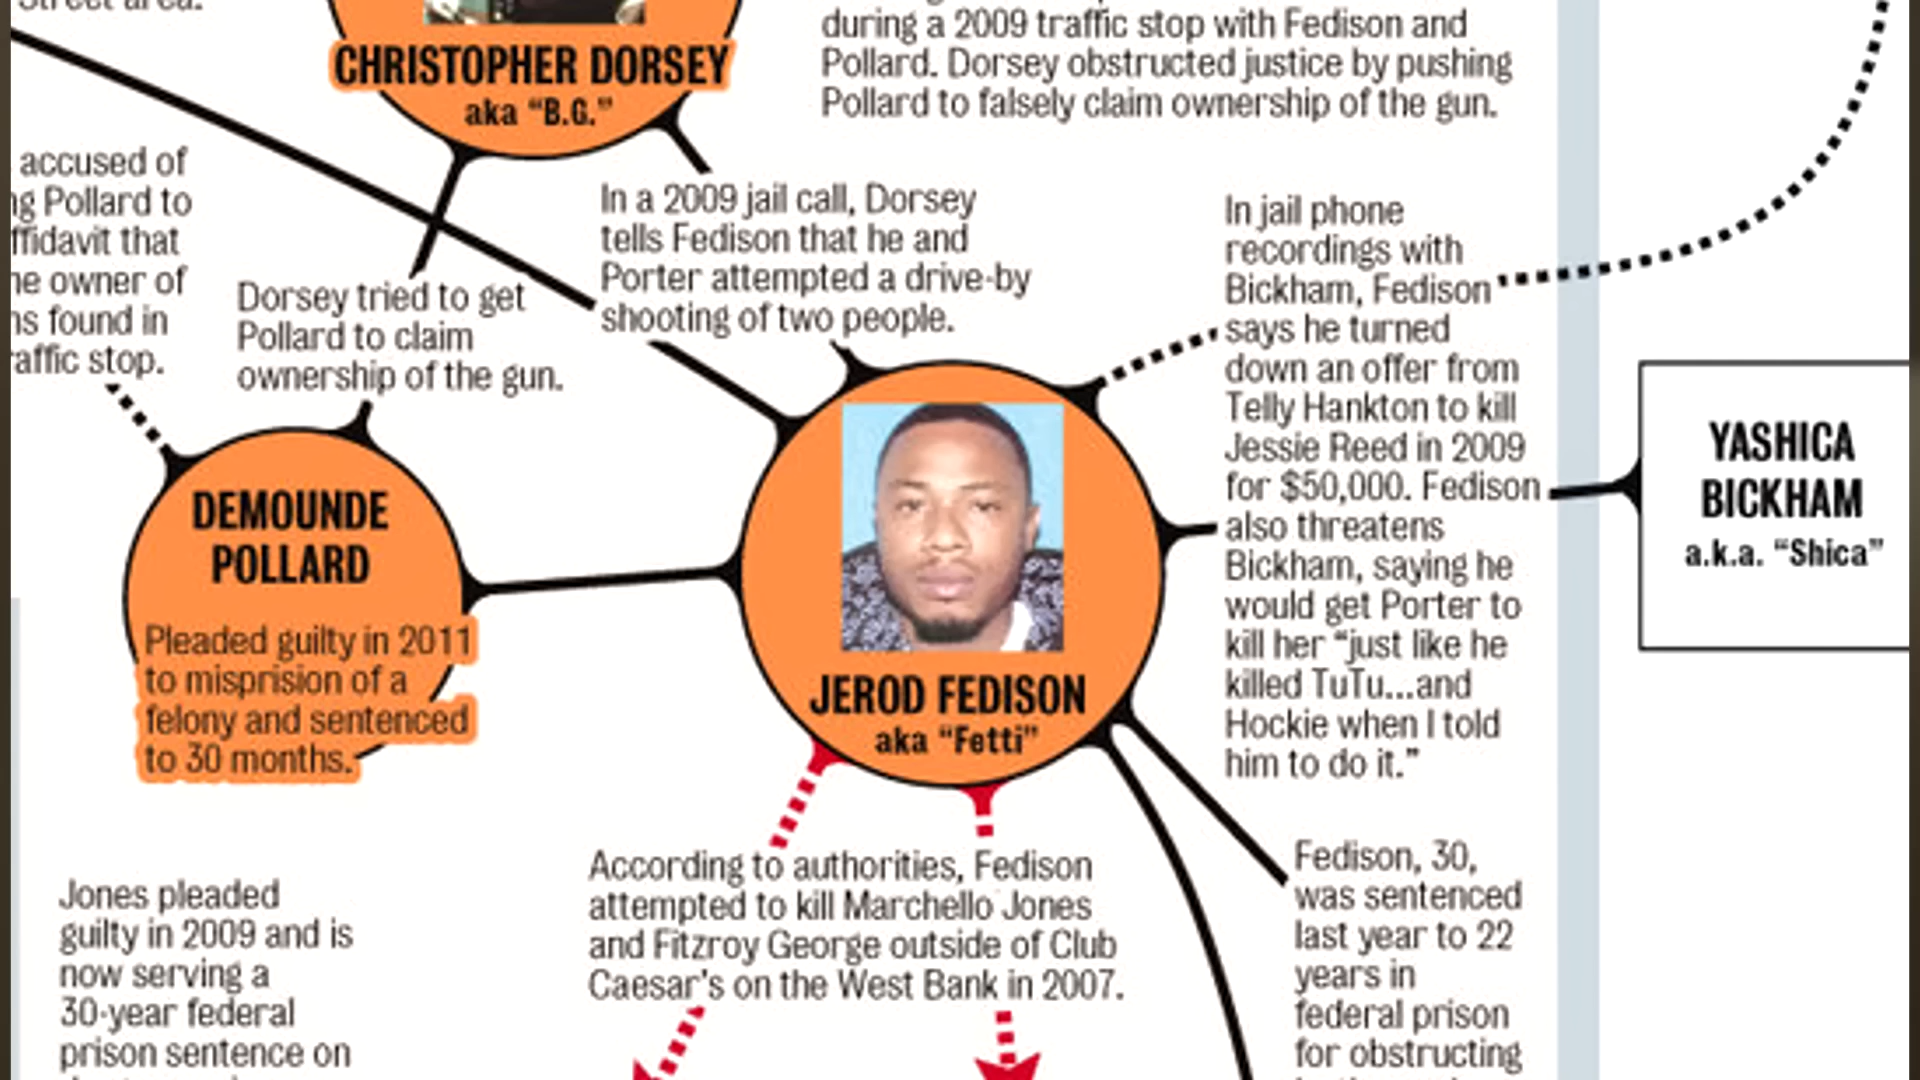 Street area.
CHRISTOPHER DORSEY
aka “B.G.”
during a 2009 traffic stop with Fedison and
Pollard. Dorsey obstructed justice by pushing
Pollard to falsely claim ownership of the gun.
accused of
Pollard to
that
owner of
found in
stop.
Dorsey tried to get
Pollard to claim
ownership of the gun.
In a 2009 jail call, Dorsey
tells Fedison that he and
Porter attempted a drive-by
shooting of two people.
In jail phone
recordings with
Bickham, Fedison
says he turned
down an offer from
Telly Hankton to kill
Jessie Reed in 2009
for $50,000. Fedison
also threatens
Bickham, saying he
would get Porter to
kill her “just like he
killed TuTu...and
Hockie when I told
him to do it.”
YASHICA
BICKHAM
a.k.a. “Shica”
DEMOUNDE
POLLARD
Pleaded guilty in 2011
to misprision of a
felony and sentenced
to 30 months.
JEROD FEDISON
aka “Fetti”
According to authorities, Fedison
attempted to kill Marchello Jones
and Fitzroy George outside of Club
Caesar's on the West Bank in 2007.
Jones pleaded
guilty in 2009 and is
now serving a
30-year federal
prison sentence on
Fedison, 30,
was sentenced
last year to 22
years in
federal prison
for obstructing